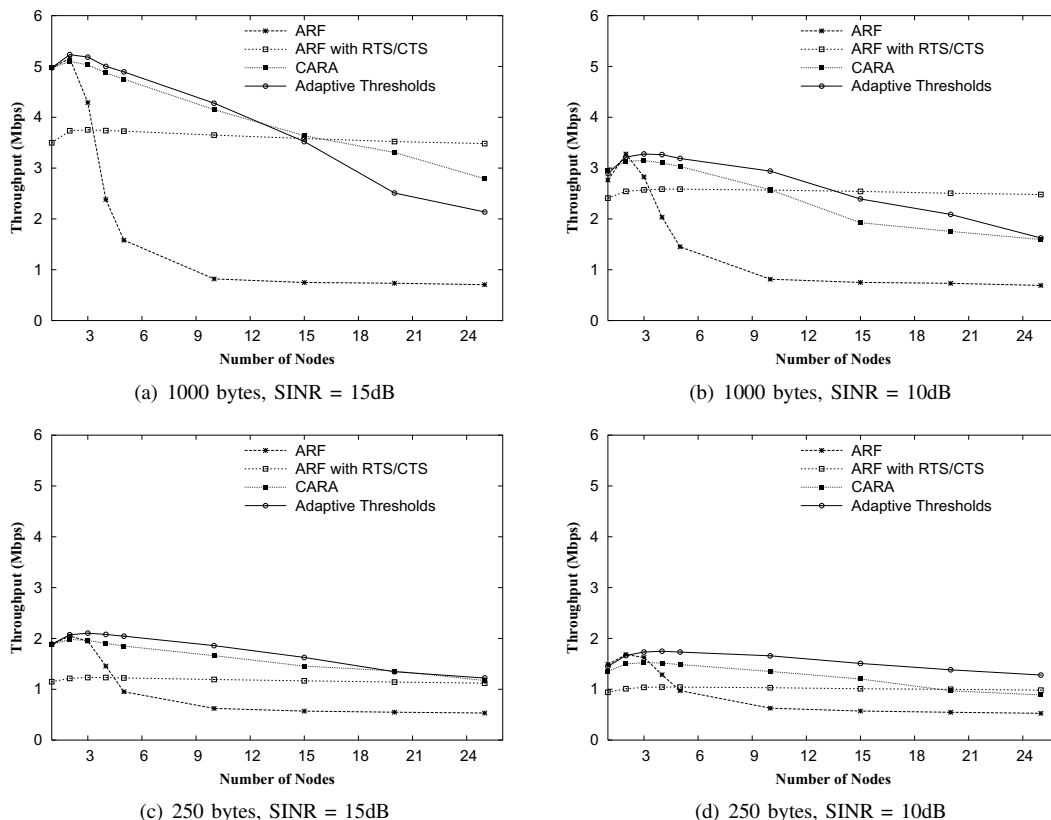 6
5
4
3
2
1
0
Throughput (Mbps)
ARF
ARF with RTS/CTS
CARA
Adaptive Thresholds
3 6 9 12 15 18 21 24
Number of Nodes
(a) 1000 bytes, SINR = 15dB
6
5
4
3
2
1
0
Throughput (Mbps)
ARF
ARF with RTS/CTS
CARA
Adaptive Thresholds
3 6 9 12 15 18 21 24
Number of Nodes
(b) 1000 bytes, SINR = 10dB
6
5
4
3
2
1
0
Throughput (Mbps)
ARF
ARF with RTS/CTS
CARA
Adaptive Thresholds
3 6 9 12 15 18 21 24
Number of Nodes
(c) 250 bytes, SINR = 15dB
6
5
4
3
2
1
0
Throughput (Mbps)
ARF
ARF with RTS/CTS
CARA
Adaptive Thresholds
3 6 9 12 15 18 21 24
Number of Nodes
(d) 250 bytes, SINR = 10dB